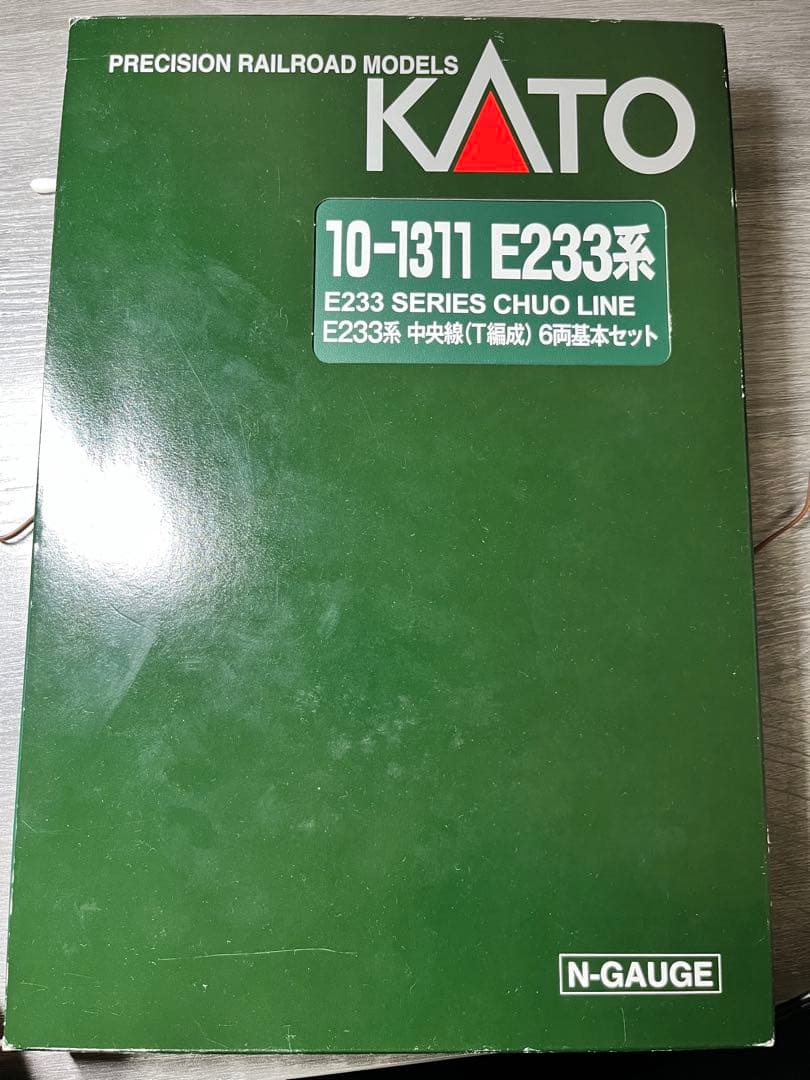 PRECISION RAILROAD MODELS
KATO
10-1311 E233系
E233 SERIES CHUO LINE
E233系 中央線(T編成) 6両基本セット
N-GAUGE